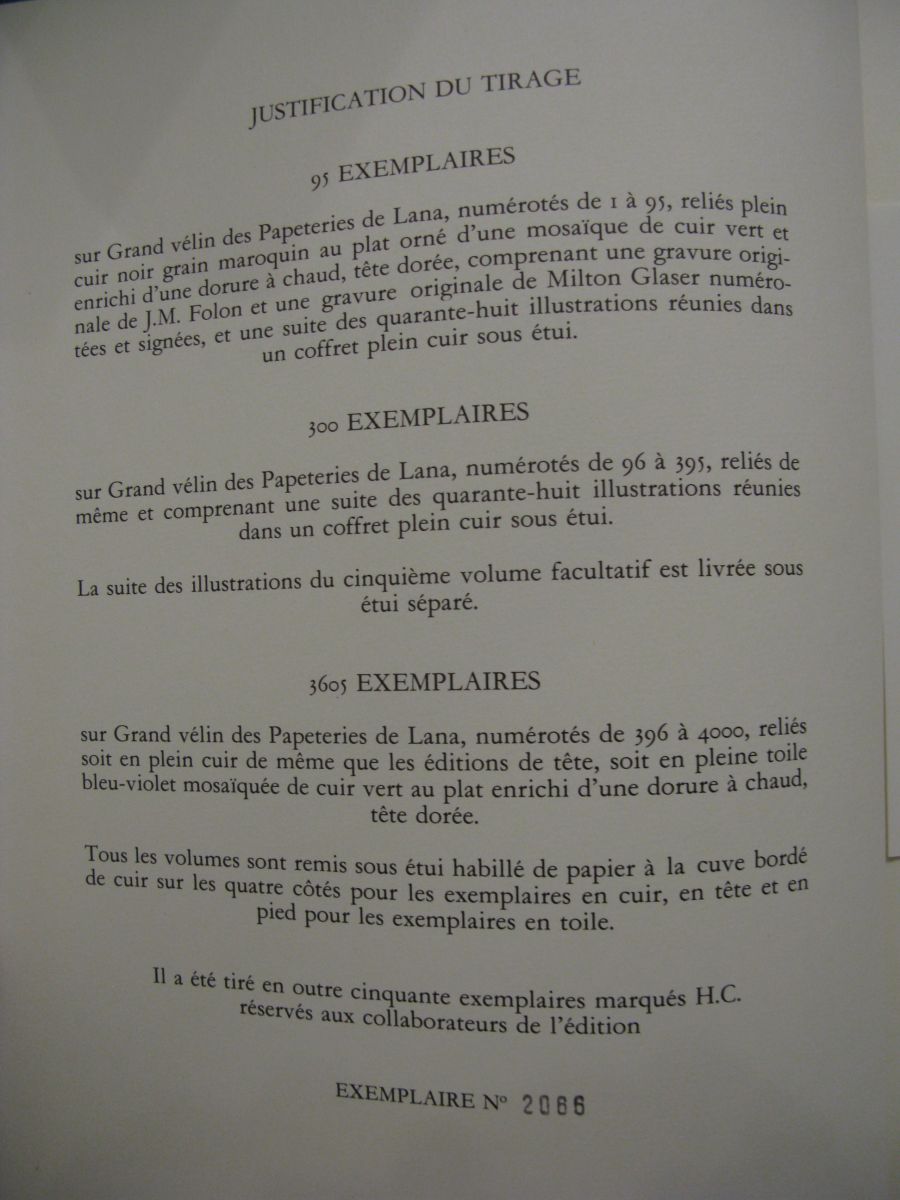 JUSTIFICATION DU TIRAGE
95 EXEMPLAIRES
sur Grand vélin des Papeteries de Lana, numérotés de 1 à 95, reliés plein
cuir noir grain maroquin au plat orné d'une mosaïque de cuir vert et
enrichi d'une dorure à chaud, tête dorée, comprenant une gravure origi-
nale de J.M. Folon et une gravure originale de Milton Glaser numéro-
tées et signées, et une suite des quarante-huit illustrations réunies dans
un coffret plein cuir sous étui.
300 EXEMPLAIRES
sur Grand vélin des Papeteries de Lana, numérotés de 96 à 395, reliés de
même et comprenant une suite des quarante-huit illustrations réunies
dans un coffret plein cuir sous étui.
La suite des illustrations du cinquième volume facultatif est livrée sous
étui séparé.
3605 EXEMPLAIRES
sur Grand vélin des Papeteries de Lana, numérotés de 396 à 4000, reliés
soit en plein cuir de même que les éditions de tête, soit en pleine toile
bleu-violet mosaïquée de cuir vert au plat enrichi d'une dorure à chaud,
tête dorée.
Tous les volumes sont remis sous étui habillé de papier à la cuve bordé
de cuir sur les quatre côtés pour les exemplaires en cuir, en tête et en
pied pour les exemplaires en toile.
Il a été tiré en outre cinquante exemplaires marqués H.C.
réservés aux collaborateurs de l'édition
EXEMPLAIRE Nº 2066